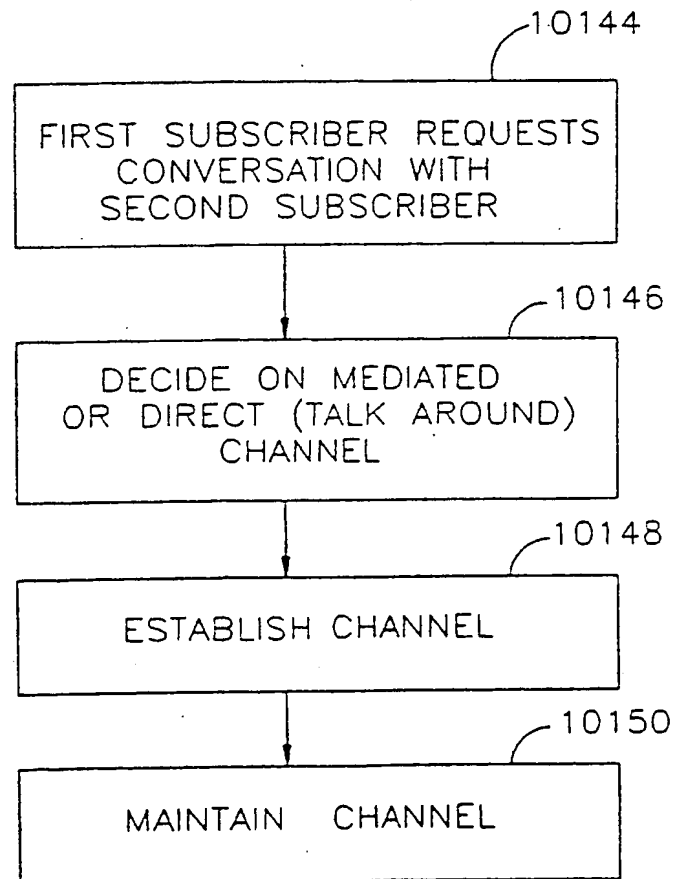 10144
FIRST SUBSCRIBER REQUESTS
CONVERSATION WITH
SECOND SUBSCRIBER
10146
DECIDE ON MEDIATED
OR DIRECT (TALK AROUND)
CHANNEL
10148
ESTABLISH CHANNEL
10150
MAINTAIN CHANNEL